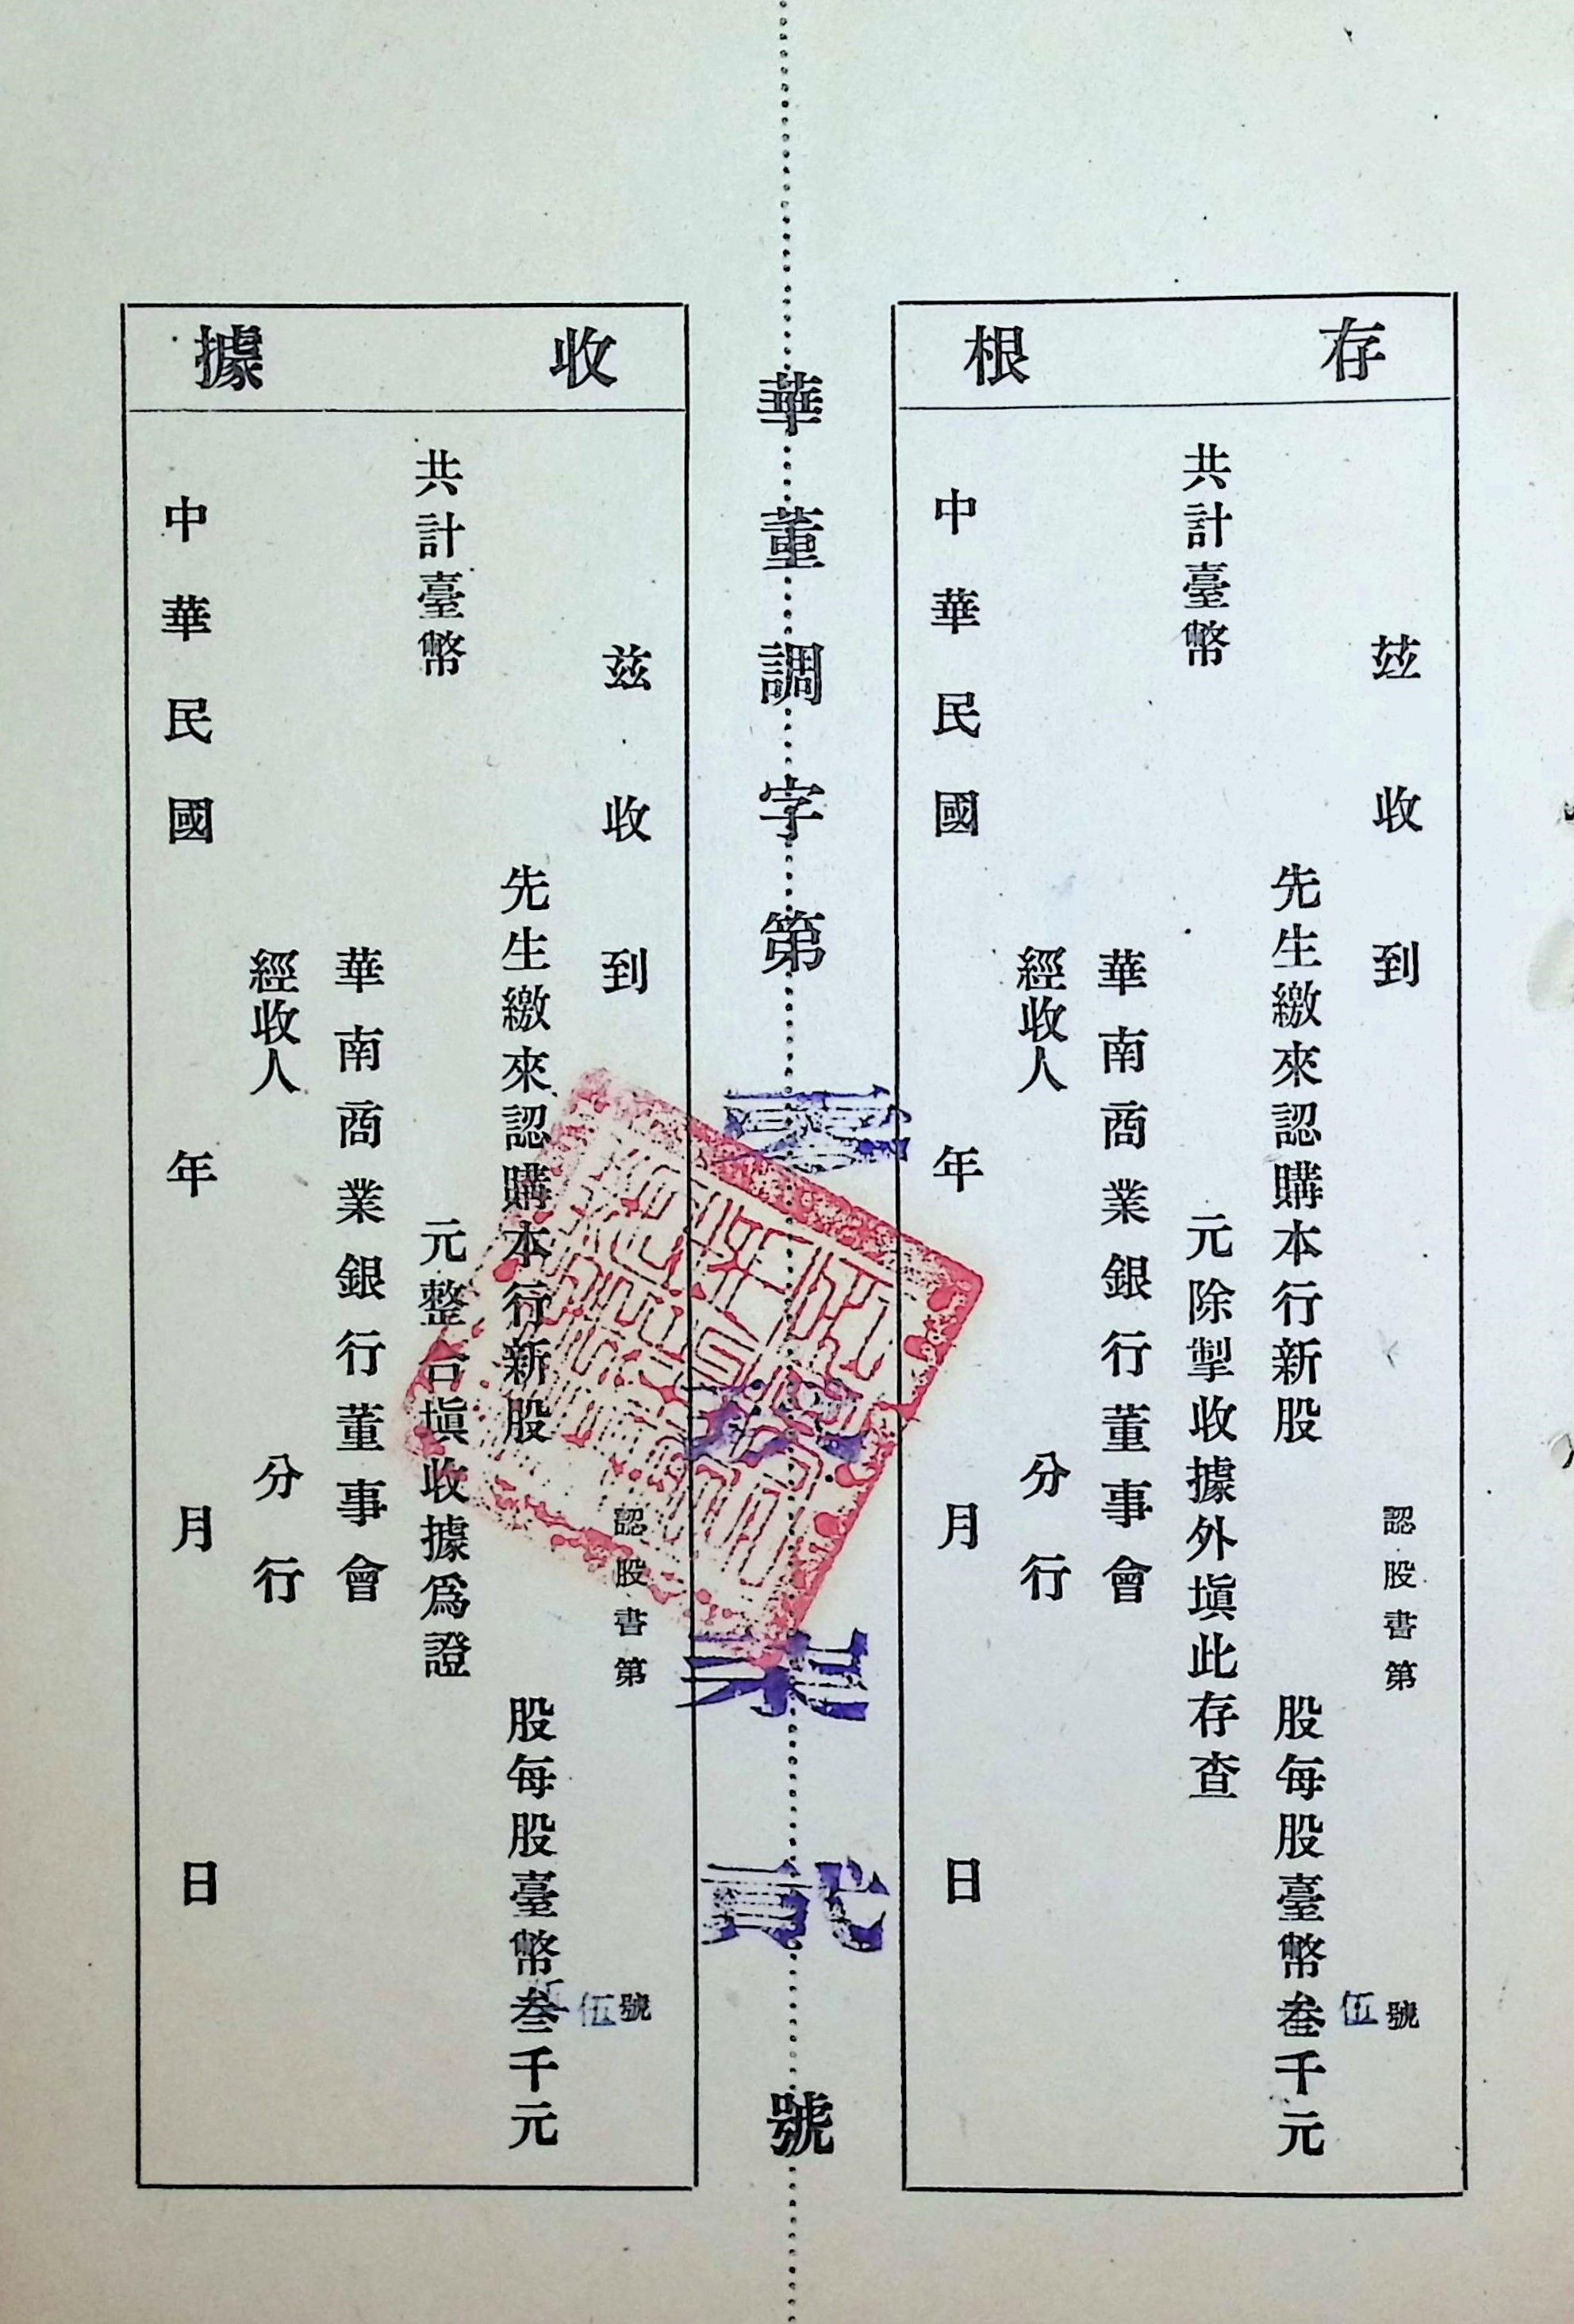 存根
茲收到
認股書第 號
伍
先生繳來認購本行新股 股每股臺幣叁千元
共計臺幣 元除掣收據外塡此存查
華南商業銀行董事會
經收人 分行
中華民國 年 月 日
華董調字第 零 柒貳 號
收據
茲收到
認股書第 號
伍
先生繳來認購本行新股 股每股臺幣叁千元
共計臺幣 元整合塡收據爲證
華南商業銀行董事會
經收人 分行
中華民國 年 月 日